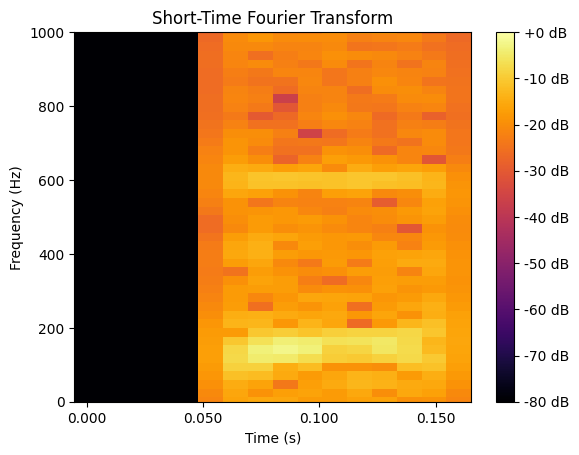 Short-Time Fourier Transform
1000
800
600
400
200
0
Frequency (Hz)
0.000
0.050
0.100
0.150
Time (s)
+0 dB
-10 dB
-20 dB
-30 dB
-40 dB
-50 dB
-60 dB
-70 dB
-80 dB